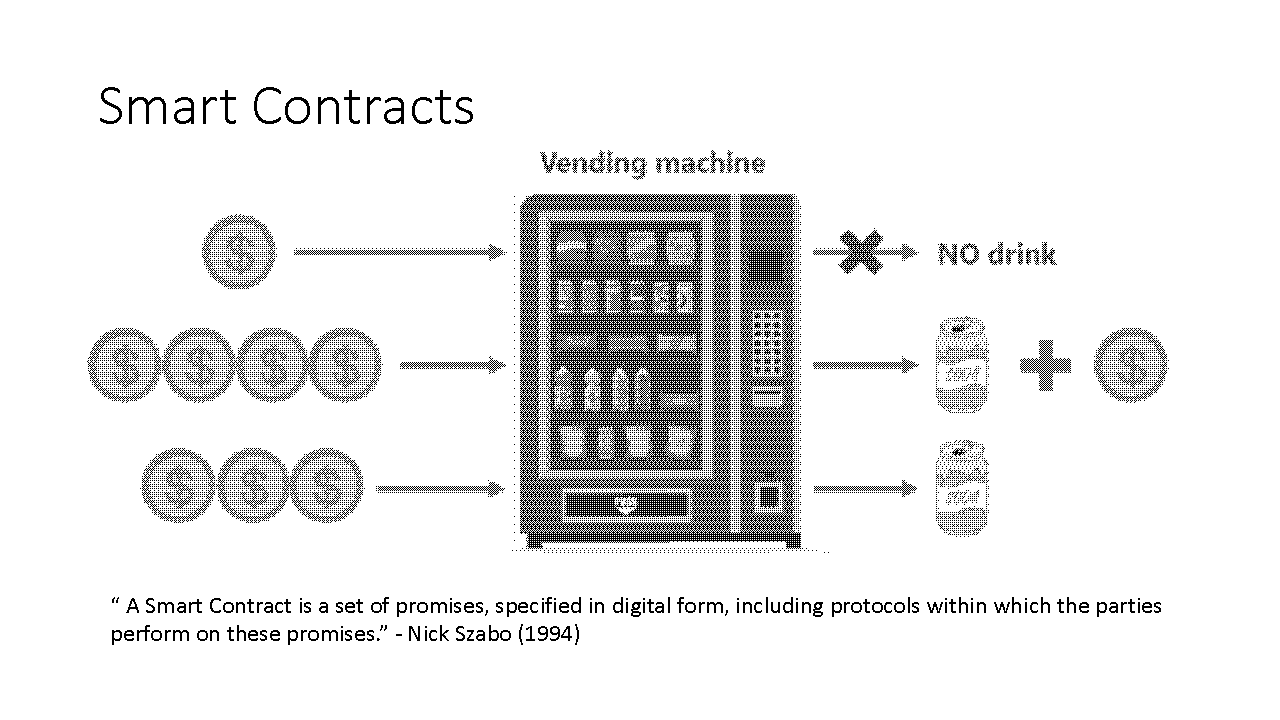 Smart Contracts
Vending machine
NO drink
“ A Smart Contract is a set of promises, specified in digital form, including protocols within which the parties
perform on these promises.” - Nick Szabo (1994)